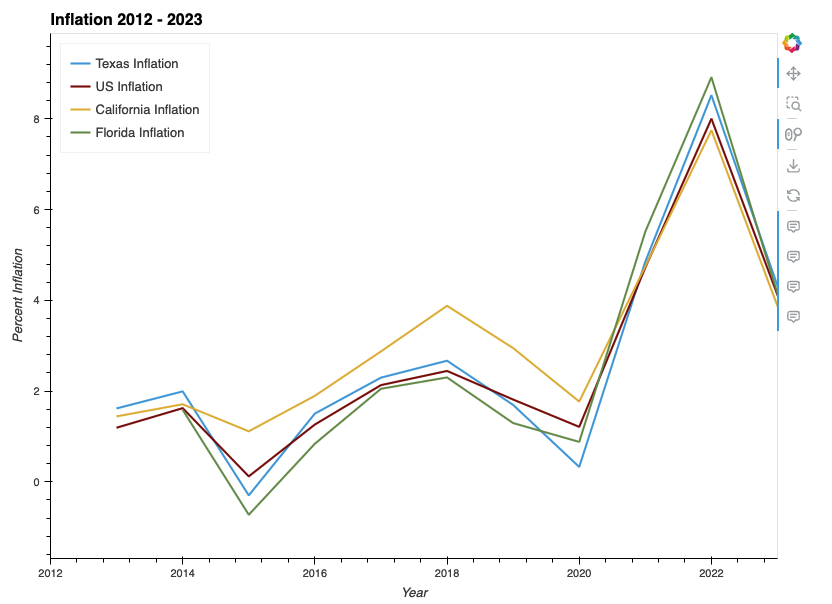 Inflation 2012 - 2023
Texas Inflation
US Inflation
California Inflation
Florida Inflation
Percent Inflation
8
6
4
2
0
2012 2014 2016 2018 2020 2022
Year